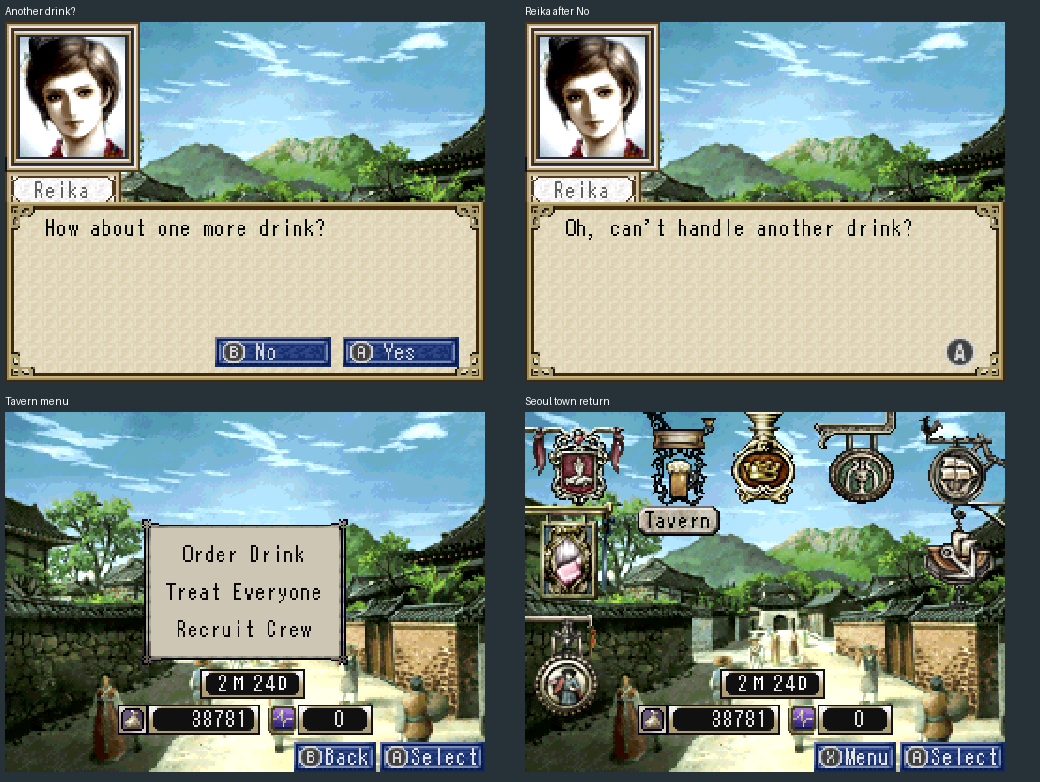 Another drink?
Reika
How about one more drink?
B No
A Yes
Reika after No
Reika
Oh, can't handle another drink?
A
Tavern menu
Order Drink
Treat Everyone
Recruit Crew
2M 24D
38781
0
B Back
A Select
Seoul town return
Tavern
2M 24D
38781
0
X Menu
A Select